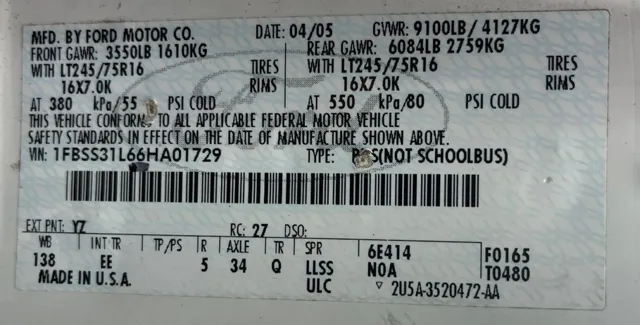 MFD. BY FORD MOTOR CO. DATE 04/05 GVWR: 9100LB/ 4127KG
FRONT GAWR: 3550LB 1610KG REAR GAWR: 6084LB 2759KG
WITH LT245/75R16 TIRES WITH LT245/75R16 TIRES
16X7.0K RIMS 16X7.0K RIMS
AT 380 kPa/55 PSI COLD AT 550 kPa/80 PSI COLD
THIS VEHICLE CONFORMS TO ALL APPLICABLE FEDERAL MOTOR VEHICLE
SAFETY STANDARDS IN EFFECT ON THE DATE OF MANUFACTURE SHOWN ABOVE.
VIN: 1FBSS31L66HA01729 TYPE: (NOT SCHOOLBUS)
EXT PNT: YZ RC: 27 DSO:
WB INT TR TP/PS R AXLE TR SPR 6E414 F0165
138 EE 5 34 Q LLSS N0A T0480
MADE IN U.S.A. ULC ▽ 2U5A-3520472-AA